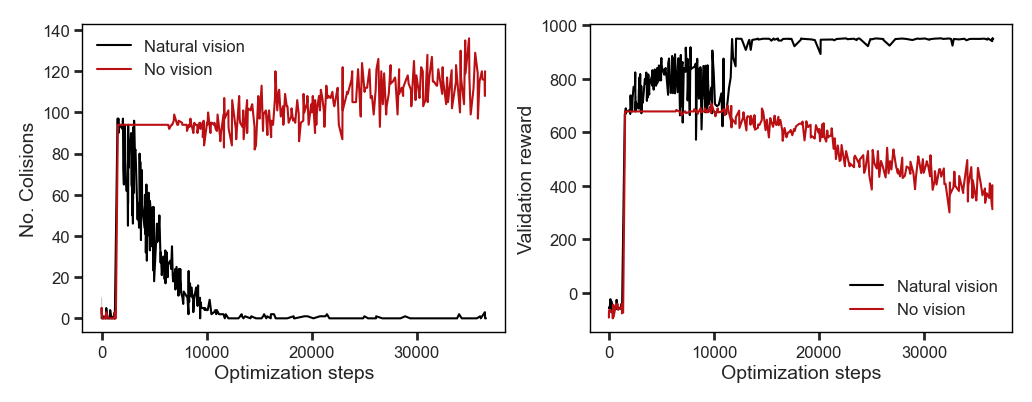 140
120
100
80
60
40
20
0
No. Colisions
Natural vision
No vision
0
10000
20000
30000
Optimization steps
1000
800
600
400
200
0
Validation reward
Natural vision
No vision
0
10000
20000
30000
Optimization steps